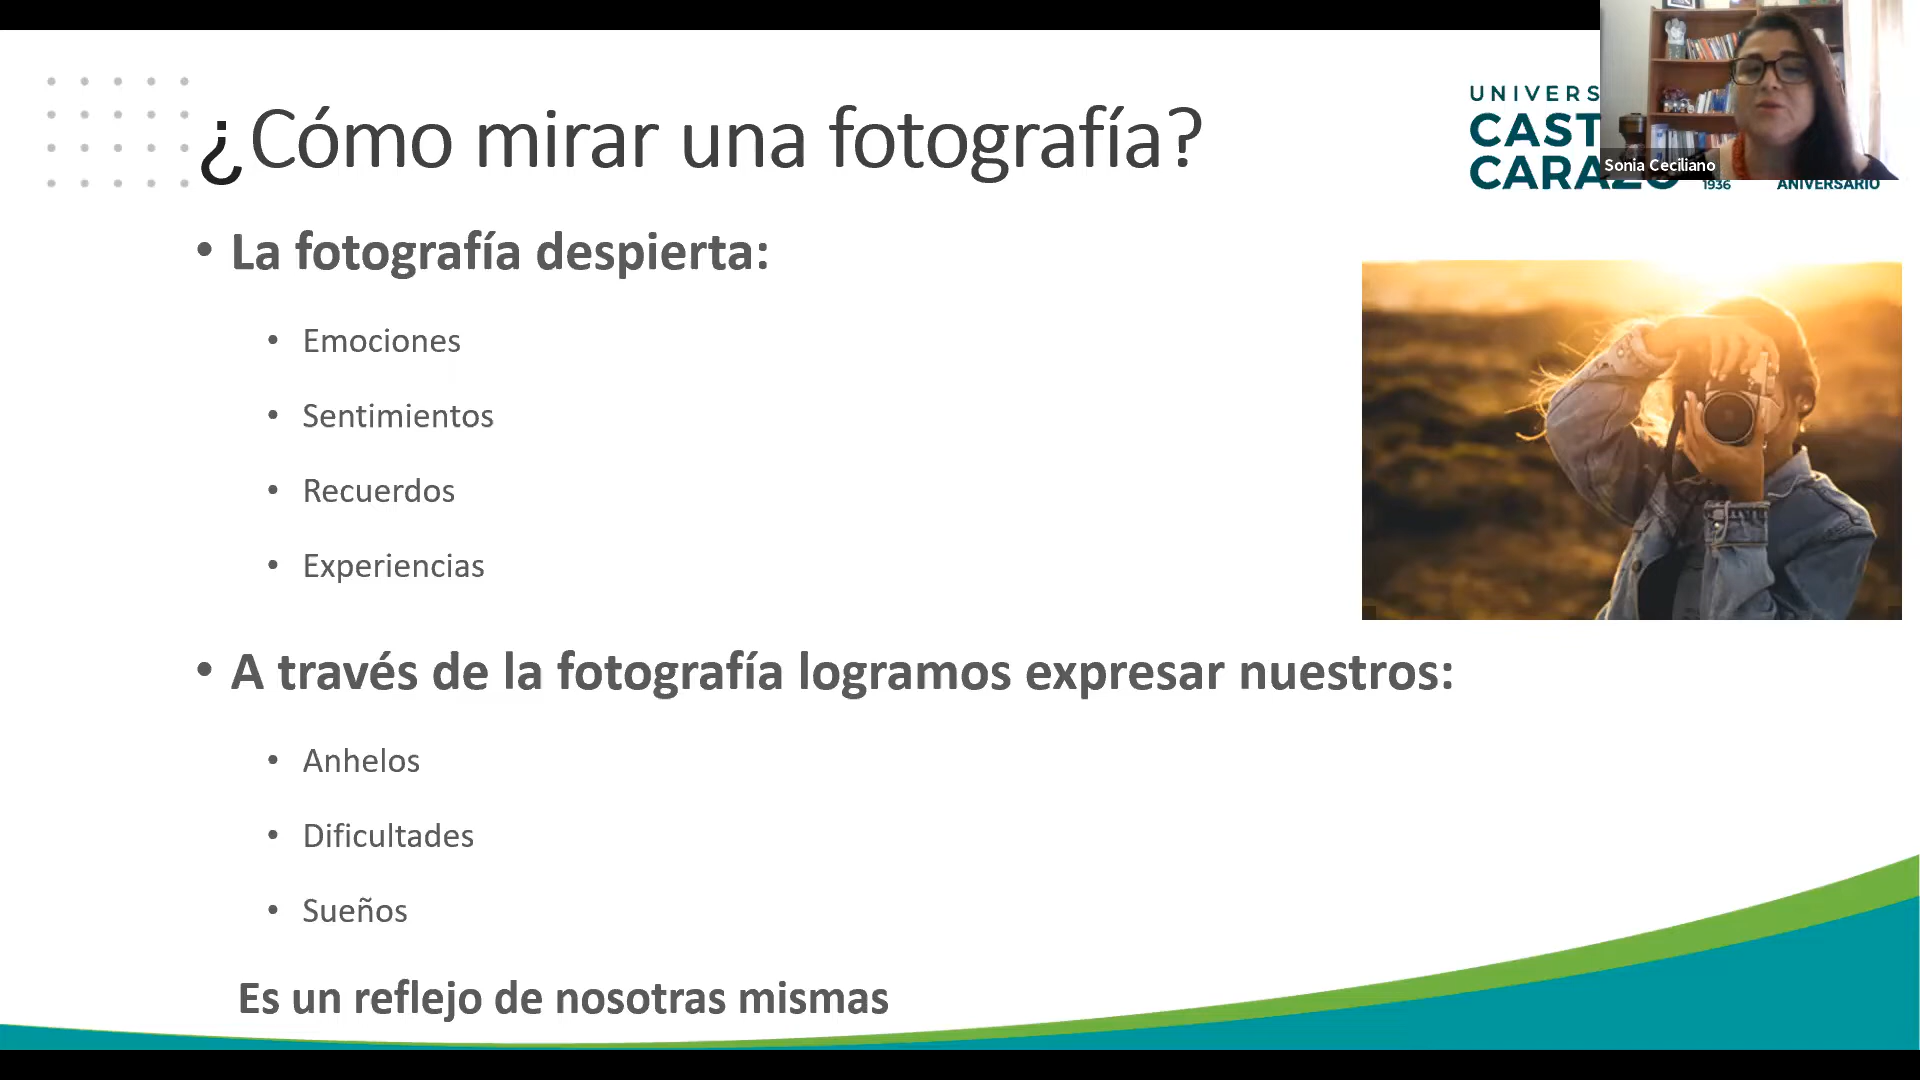 ¿Cómo mirar una fotografía?
UNIVERS
CAST
CARAZO
1936 ANIVERSARIO
Sonia Ceciliano
• La fotografía despierta:
• Emociones
• Sentimientos
• Recuerdos
• Experiencias
• A través de la fotografía logramos expresar nuestros:
• Anhelos
• Dificultades
• Sueños
Es un reflejo de nosotras mismas